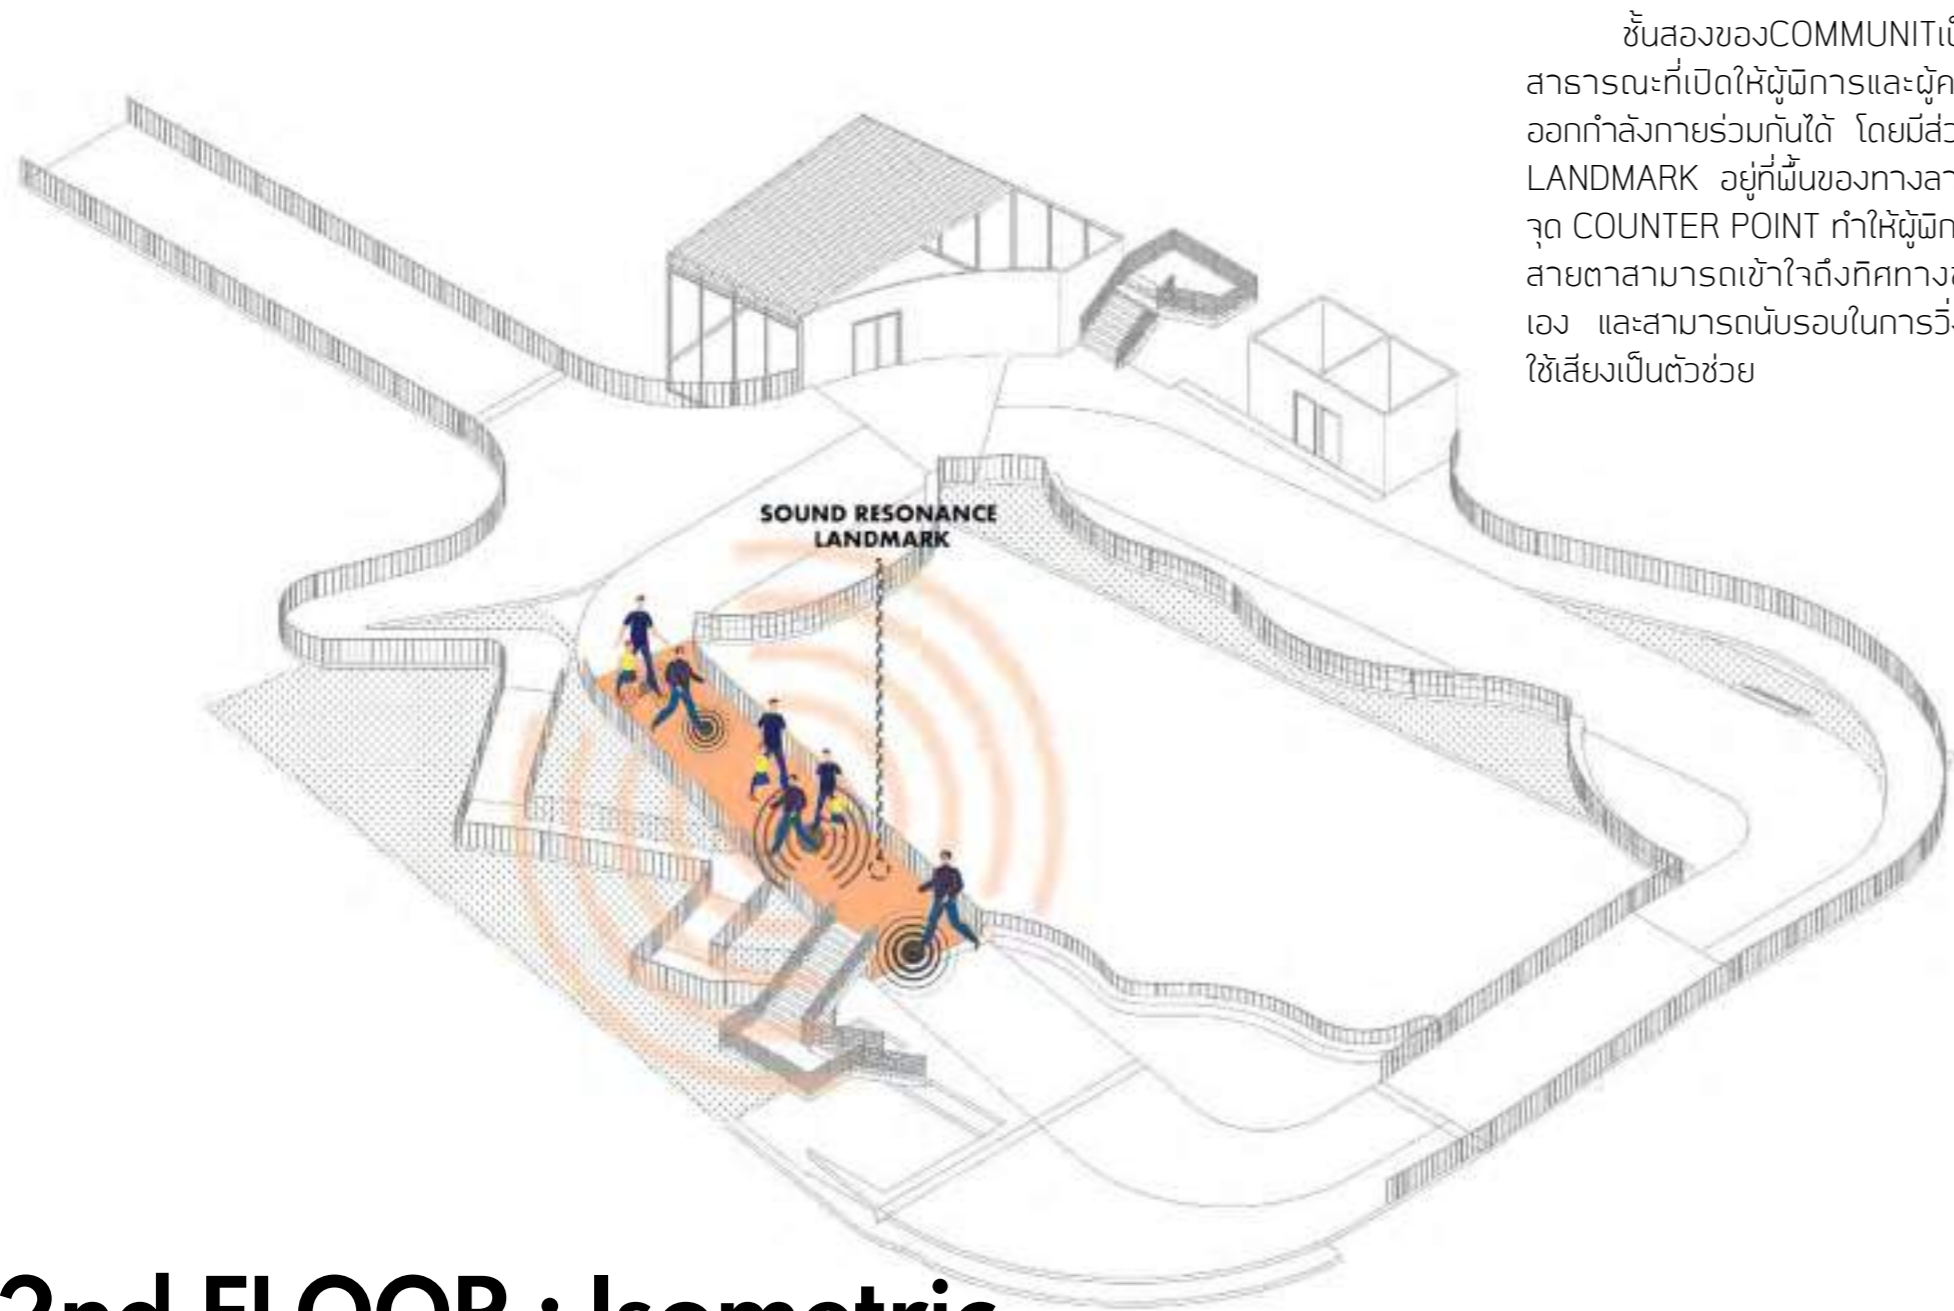 ชั้นสองของCOMMUNITเป็
สาธารณะที่เปิดให้ผู้พิการและผู้ค
ออกกำลังกายร่วมกันได้ โดยมีส่ว
LANDMARK อยู่ที่พื้นของทางลา
จุด COUNTER POINT ทำให้ผู้พิก
สายตาสามารถเข้าใจถึงทิศทางข
เอง และสามารถนับรอบในการวิ่ง
ใช้เสียงเป็นตัวช่วย
SOUND RESONANCE
LANDMARK
2nd FLOOR : Isometric